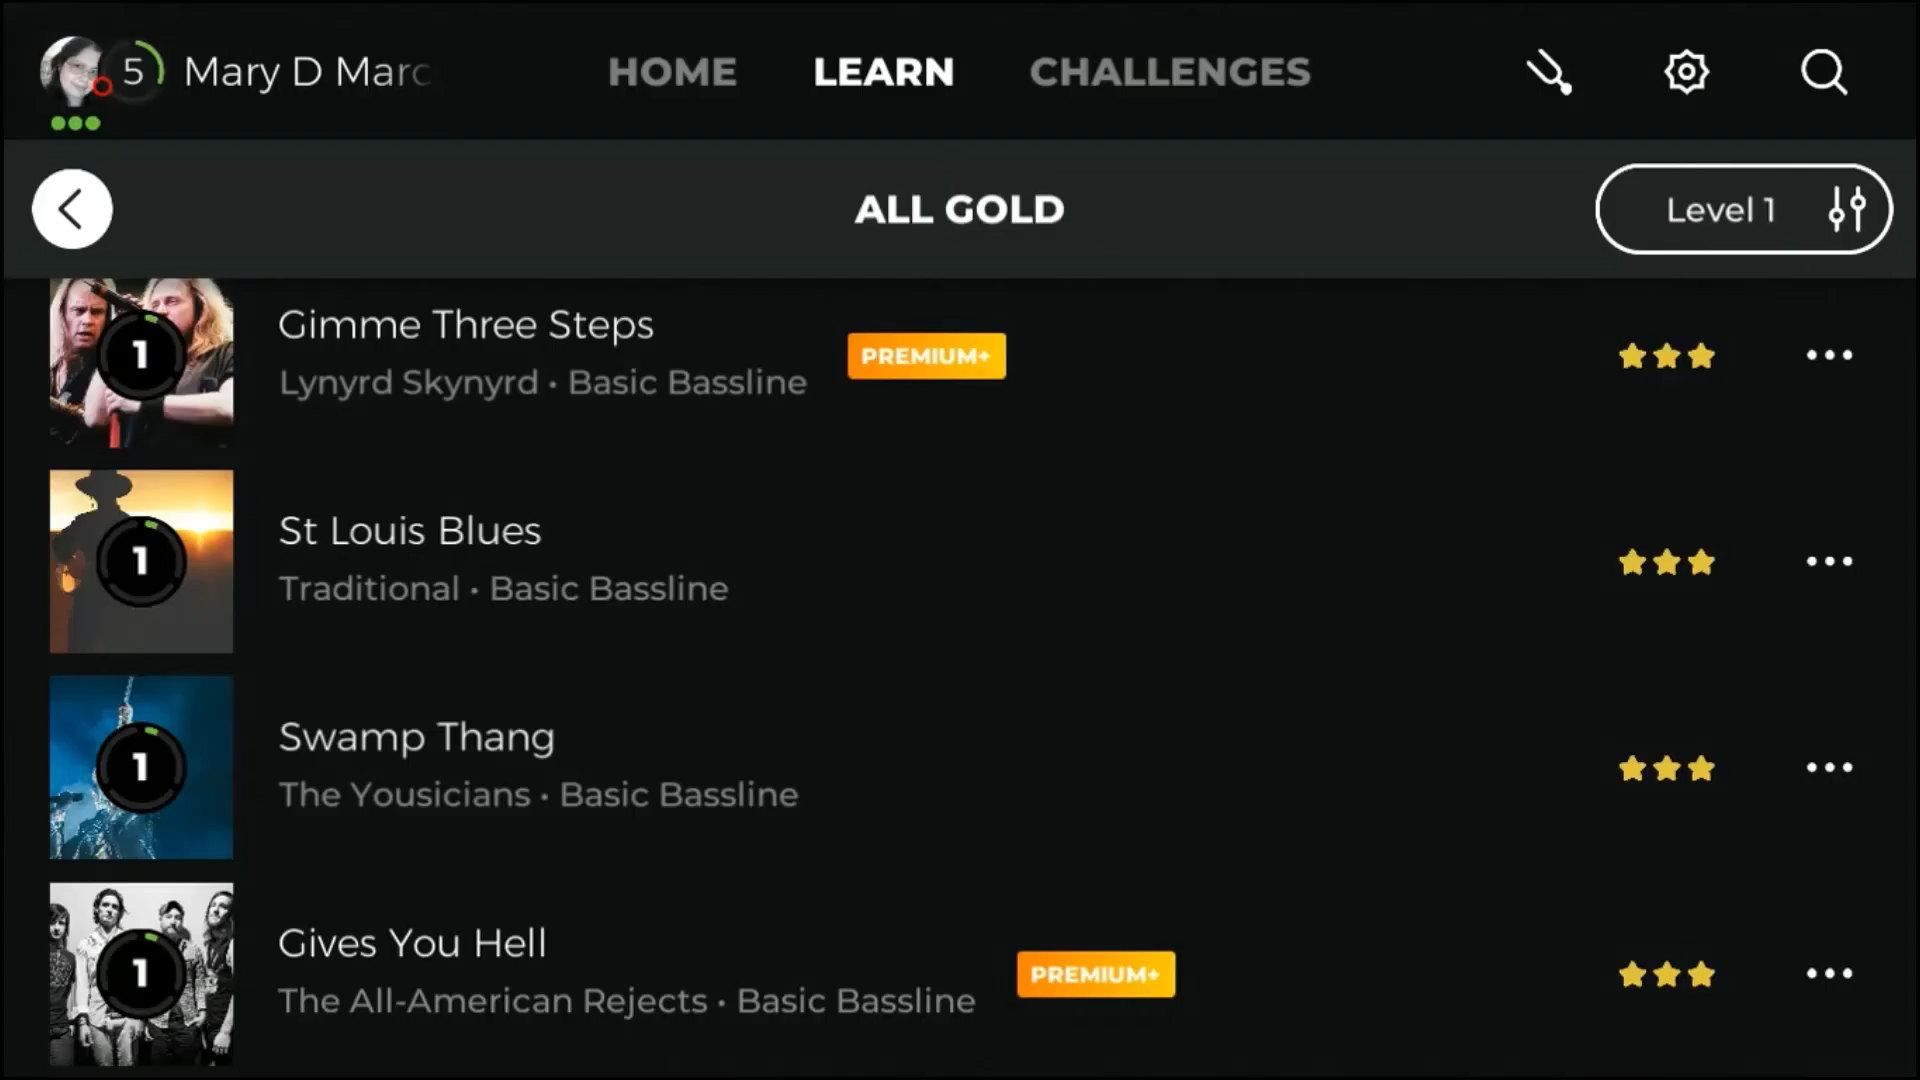 5 Mary D Marc HOME LEARN CHALLENGES
ALL GOLD Level 1
1 Gimme Three Steps
Lynyrd Skynyrd • Basic Bassline PREMIUM+
1 St Louis Blues
Traditional • Basic Bassline
1 Swamp Thang
The Yousicians • Basic Bassline
1 Gives You Hell
The All-American Rejects • Basic Bassline PREMIUM+